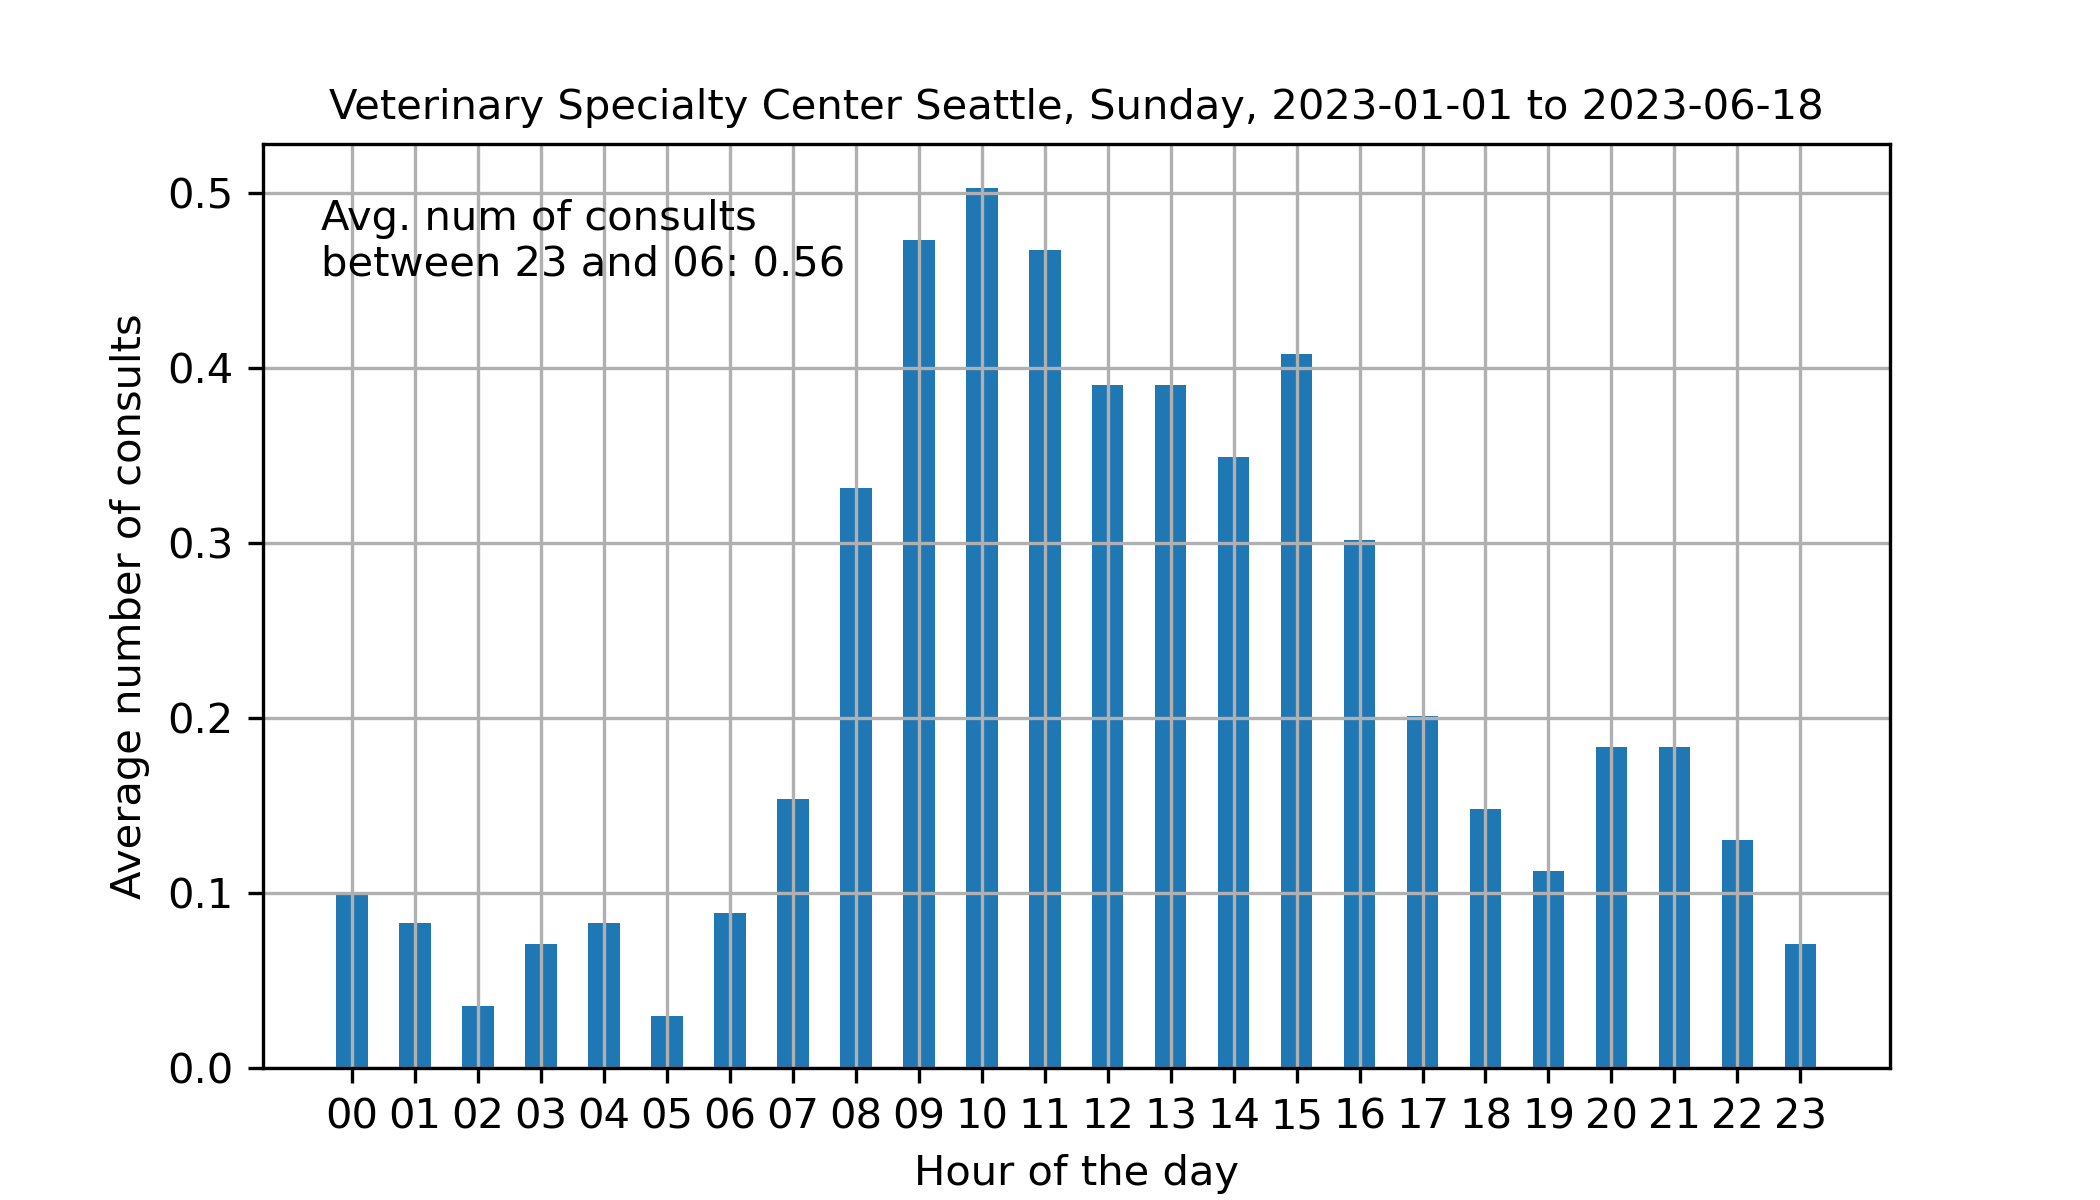 Veterinary Specialty Center Seattle, Sunday, 2023-01-01 to 2023-06-18
Avg. num of consults
between 23 and 06: 0.56
Average number of consults
0.5
0.4
0.3
0.2
0.1
0.0
00 01 02 03 04 05 06 07 08 09 10 11 12 13 14 15 16 17 18 19 20 21 22 23
Hour of the day